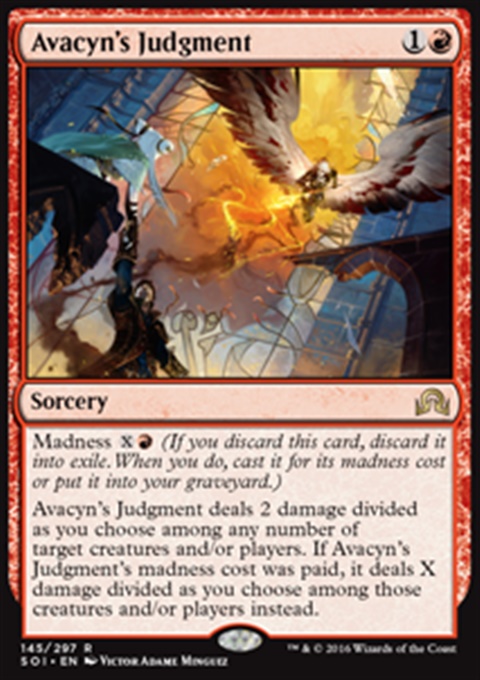 Avacyn's Judgment 1
Sorcery
Madness X (If you discard this card, discard it
into exile. When you do, cast it for its madness cost
or put it into your graveyard.)
Avacyn's Judgment deals 2 damage divided
as you choose among any number of
target creatures and/or players. If Avacyn's
Judgment's madness cost was paid, it deals X
damage divided as you choose among those
creatures and/or players instead.
145/297 R
SOI • EN VICTOR ADAME MINGUEZ
™ & © 2016 Wizards of the Coast